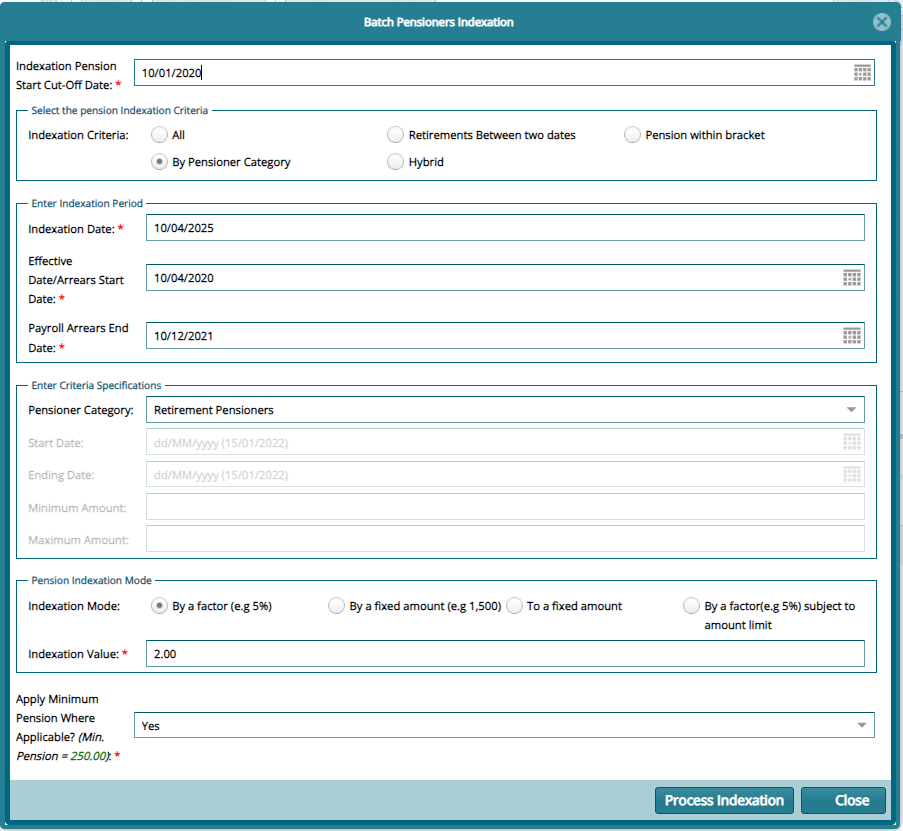 Batch Pensioners Indexation
Indexation Pension
Start Cut-Off Date: *
10/01/2020
Select the pension Indexation Criteria
Indexation Criteria:
All
Retirements Between two dates
Pension within bracket
By Pensioner Category
Hybrid
Enter Indexation Period
Indexation Date: *
10/04/2025
Effective
Date/Arrears Start
Date: *
10/04/2020
Payroll Arrears End
Date: *
10/12/2021
Enter Criteria Specifications
Pensioner Category:
Retirement Pensioners
Start Date:
dd/MM/yyyy (15/01/2022)
Ending Date:
dd/MM/yyyy (15/01/2022)
Minimum Amount:
Maximum Amount:
Pension Indexation Mode
Indexation Mode:
By a factor (e.g 5%)
By a fixed amount (e.g 1,500)
To a fixed amount
By a factor(e.g 5%) subject to
amount limit
Indexation Value: *
2.00
Apply Minimum
Pension Where
Applicable? (Min.
Pension = 250.00): *
Yes
Process Indexation
Close